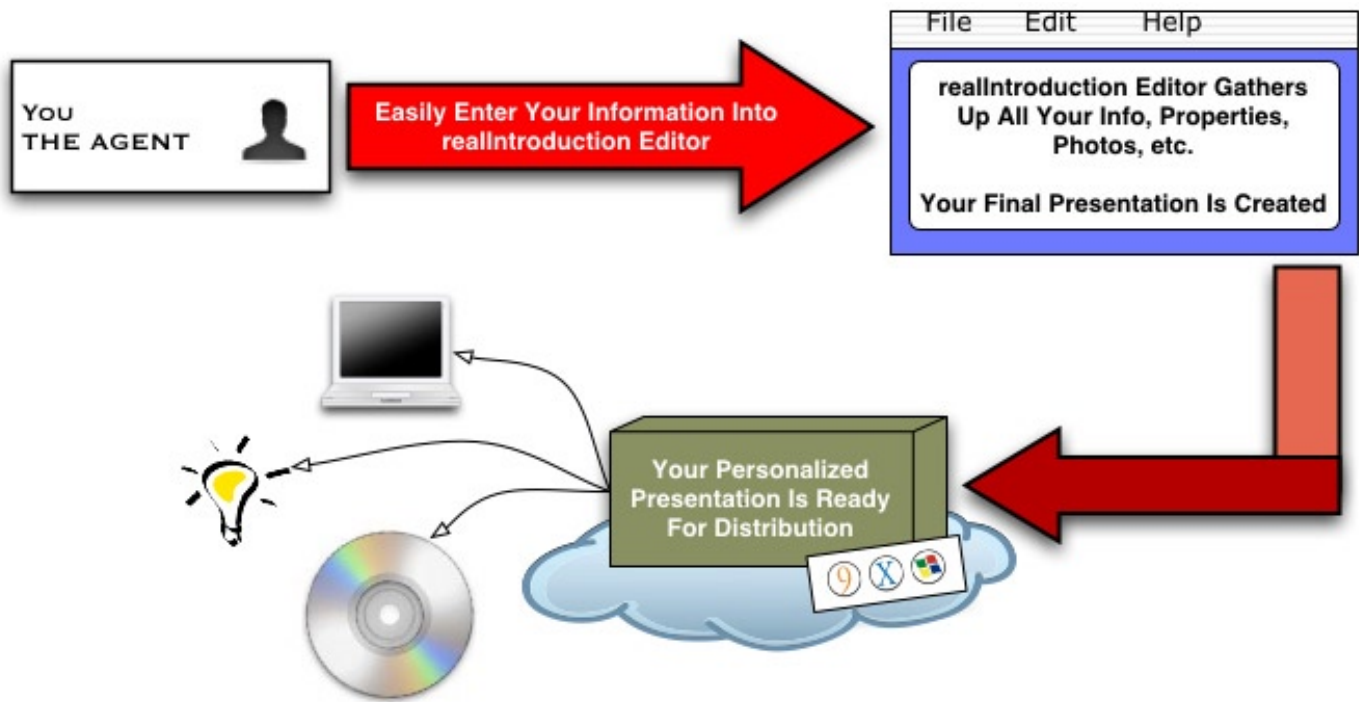 You
THE AGENT
Easily Enter Your Information Into
realIntroduction Editor
File Edit Help
realIntroduction Editor Gathers
Up All Your Info, Properties,
Photos, etc.
Your Final Presentation Is Created
Your Personalized
Presentation Is Ready
For Distribution
9 X